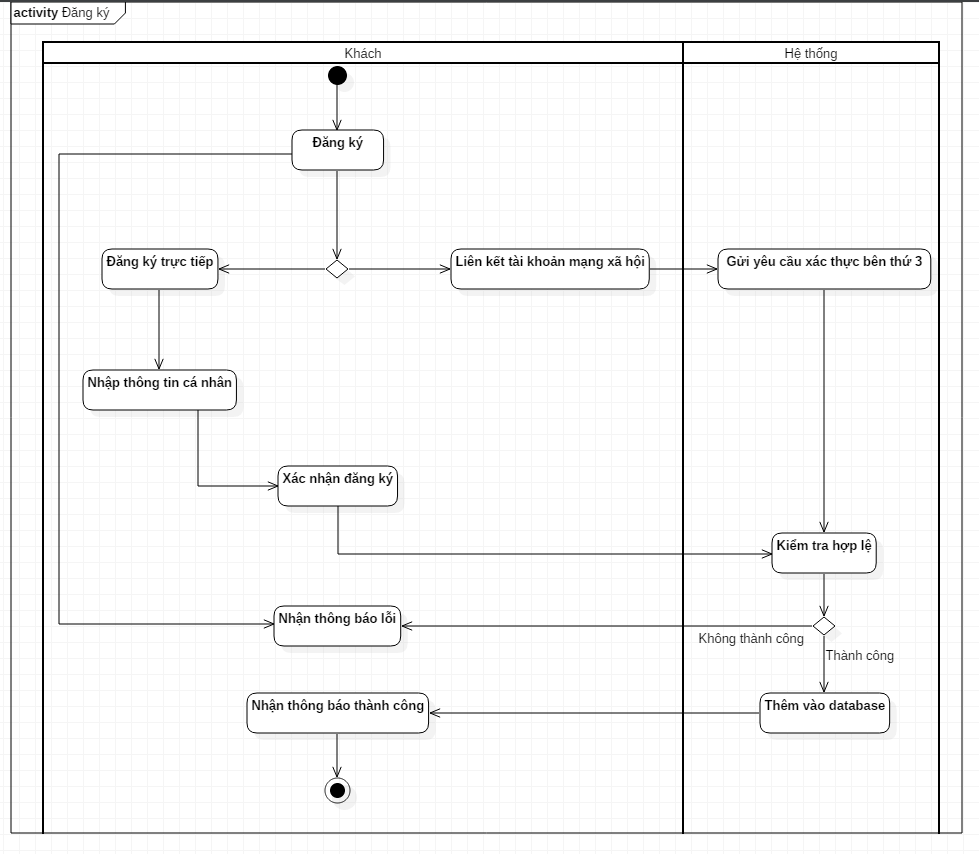 activity Đăng ký
Khách
Hệ thống
Đăng ký
Đăng ký trực tiếp
Liên kết tài khoản mạng xã hội
Gửi yêu cầu xác thực bên thứ 3
Nhập thông tin cá nhân
Xác nhận đăng ký
Kiểm tra hợp lệ
Nhận thông báo lỗi
Không thành công
Thành công
Nhận thông báo thành công
Thêm vào database